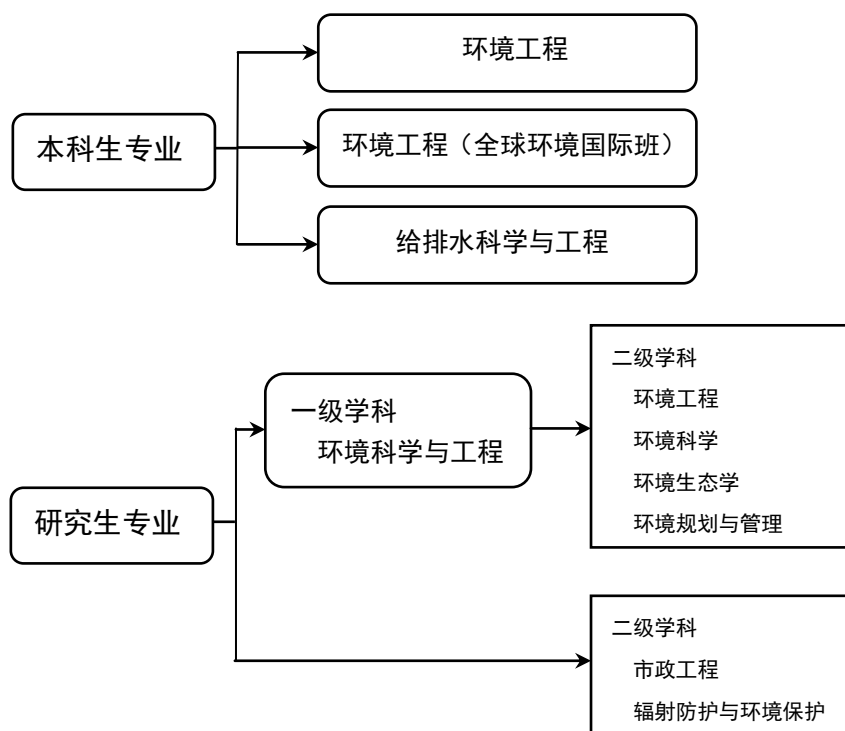 本科生专业
环境工程
环境工程（全球环境国际班）
给排水科学与工程
研究生专业
一级学科
环境科学与工程
二级学科
环境工程
环境科学
环境生态学
环境规划与管理
二级学科
市政工程
辐射防护与环境保护